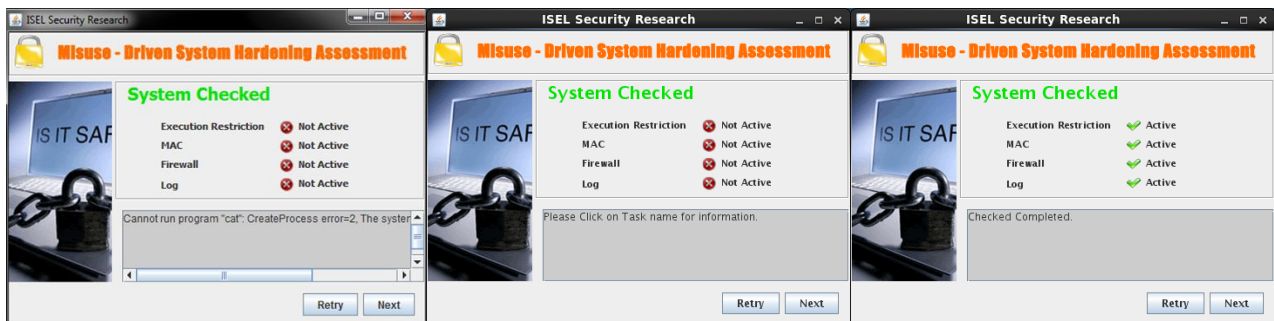 ISEL Security Research
Misuse - Driven System Hardening Assessment
IS IT SAF
System Checked
Execution Restriction Not Active
MAC Not Active
Firewall Not Active
Log Not Active
Cannot run program "cat": CreateProcess error=2, The system
Retry Next
ISEL Security Research
Misuse - Driven System Hardening Assessment
IS IT SAF
System Checked
Execution Restriction Not Active
MAC Not Active
Firewall Not Active
Log Not Active
Please Click on Task name for information.
Retry Next
ISEL Security Research
Misuse - Driven System Hardening Assessment
IS IT SAF
System Checked
Execution Restriction Active
MAC Active
Firewall Active
Log Active
Checked Completed.
Retry Next